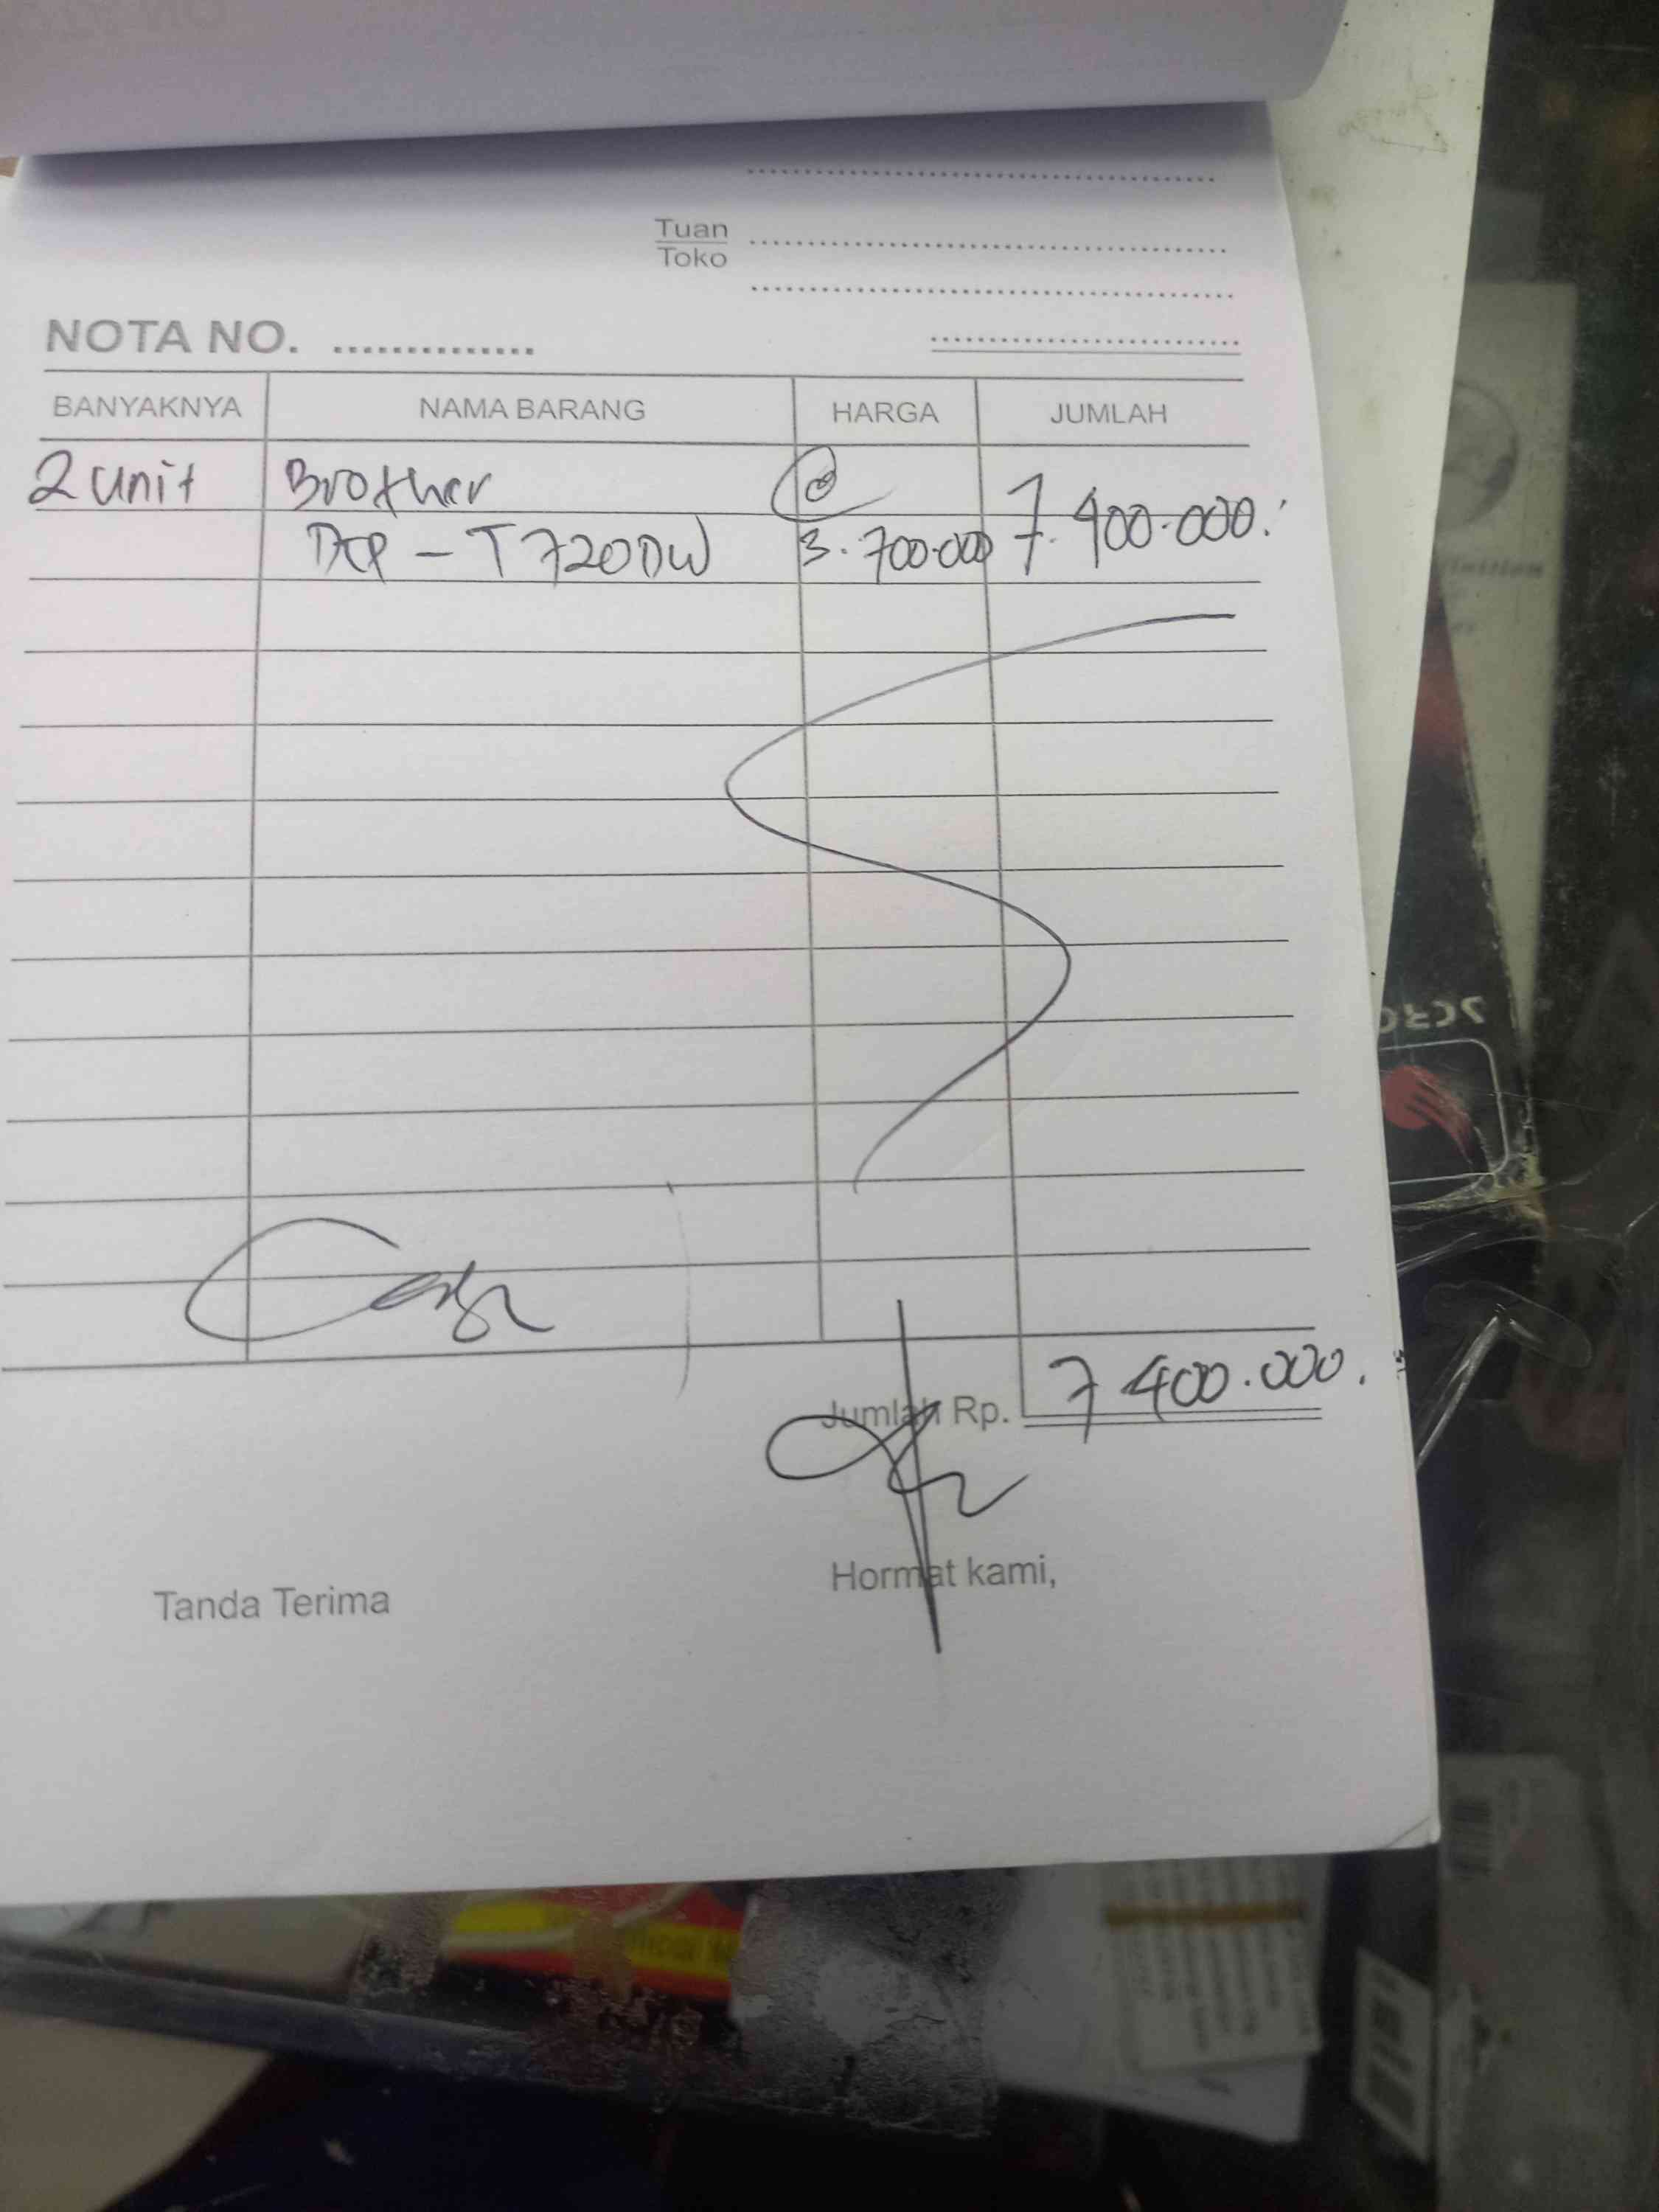 Tuan
Toko
NOTA NO.
BANYAKNYA NAMA BARANG HARGA JUMLAH
2 Unit Brother @
DCP - T720DW 3.700.000 7.400.000.
Cash
Jumlah Rp. 7 400.000.
Hormat kami,
Tanda Terima